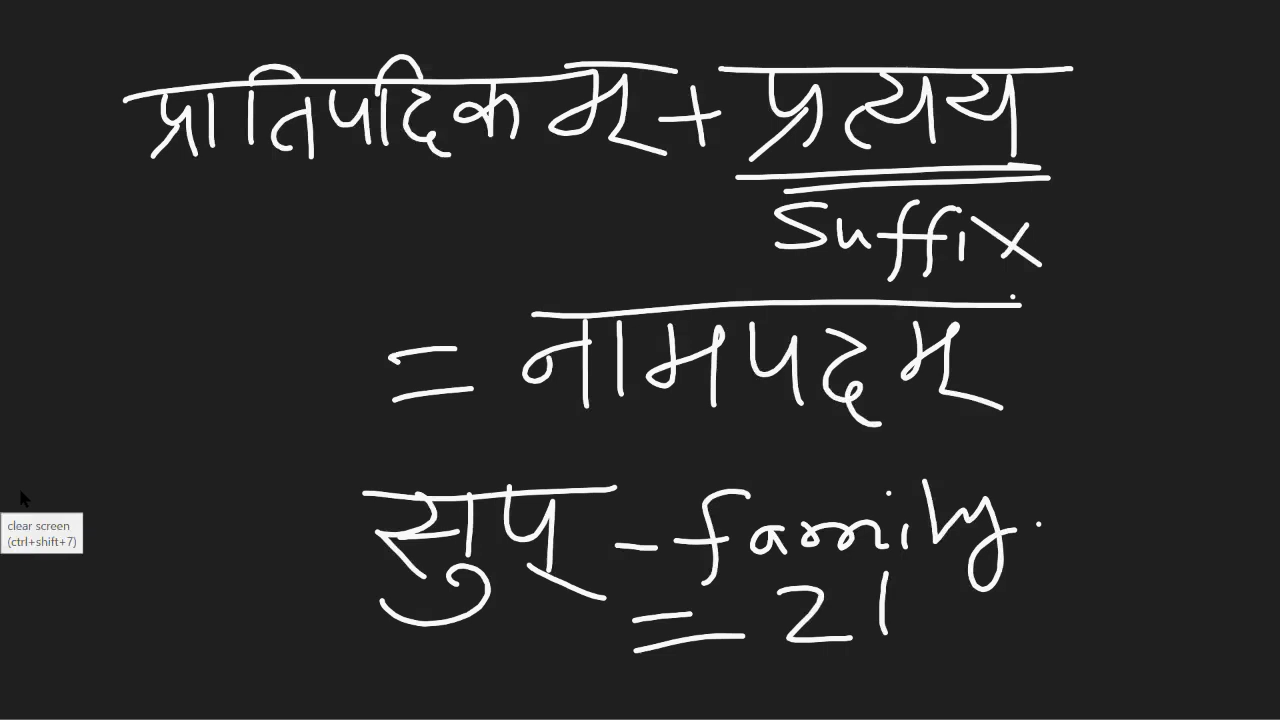 प्रातिपदिकम् + प्रत्यय
Suffix
= नामपदम्
सुप् - family.
= 21
clear screen
(ctrl+shift+7)